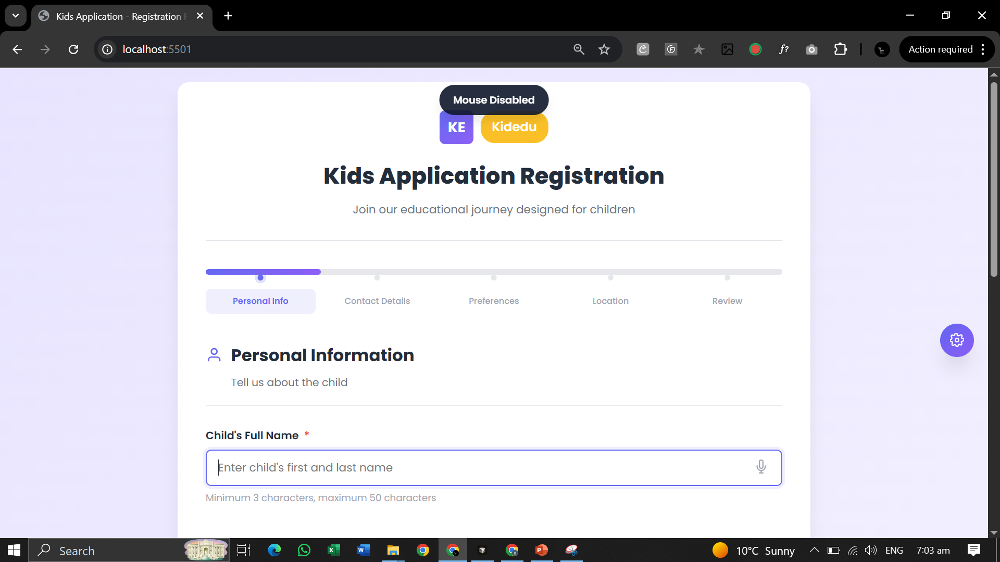 Kids Application - Registration
localhost:5501
Action required
Mouse Disabled
KE
Kidedu
Kids Application Registration
Join our educational journey designed for children
Personal Info
Contact Details
Preferences
Location
Review
Personal Information
Tell us about the child
Child's Full Name *
Enter child's first and last name
Minimum 3 characters, maximum 50 characters
Search
10°C Sunny
ENG
7:03 am